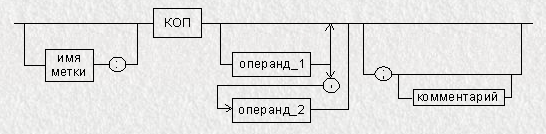 КОП
имя
метки
:
операнд_1
,
операнд_2
;
комментарий